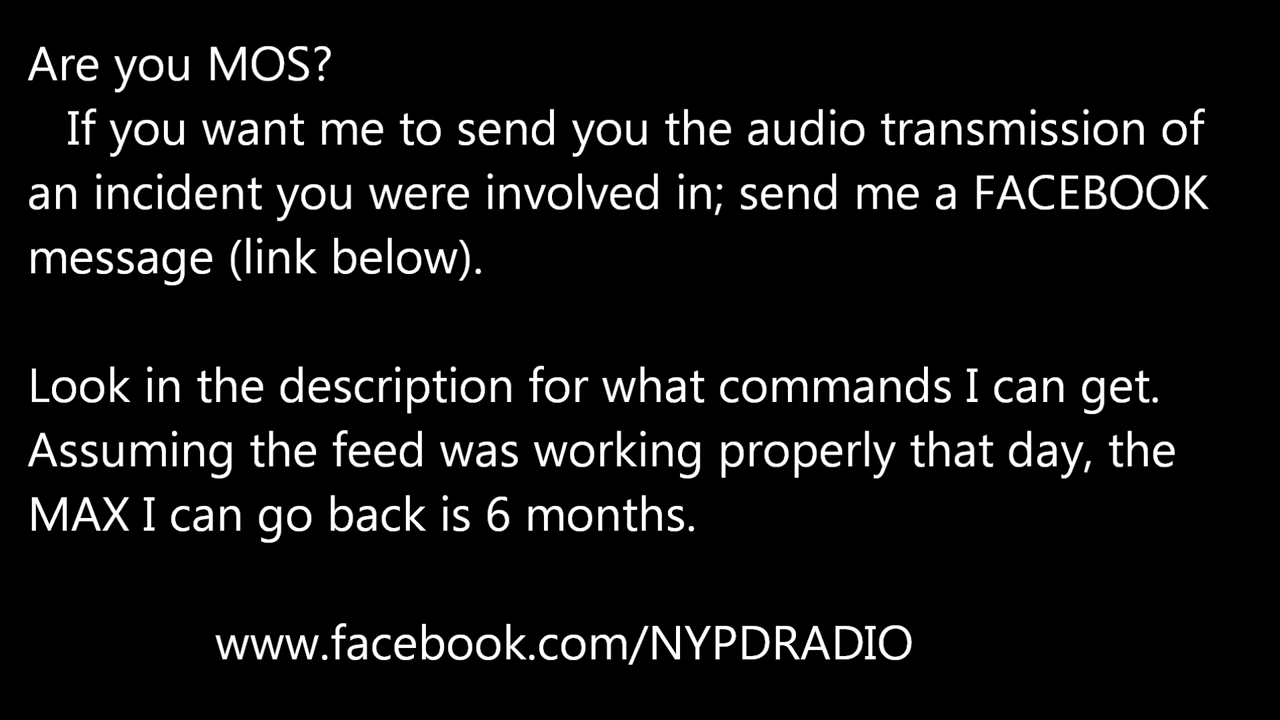 Are you MOS?
If you want me to send you the audio transmission of
an incident you were involved in; send me a FACEBOOK
message (link below).
Look in the description for what commands I can get.
Assuming the feed was working properly that day, the
MAX I can go back is 6 months.
www.facebook.com/NYPDRADIO